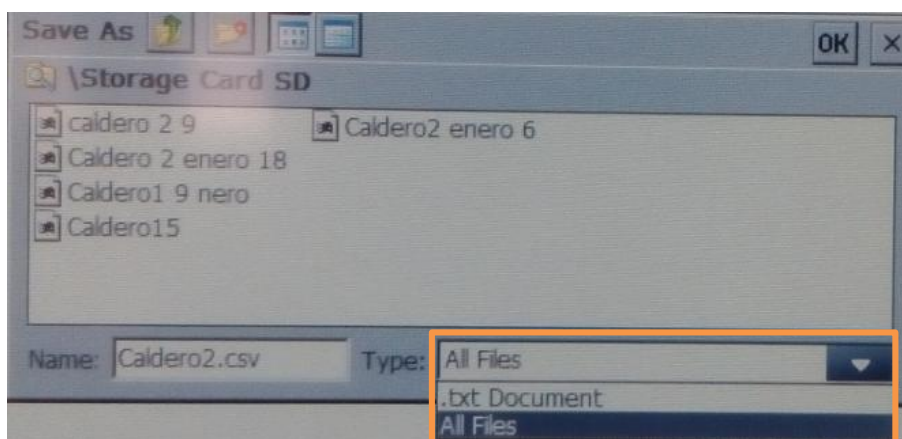 Save As
OK
\Storage Card SD
caldero 2 9
Caldero2 enero 6
Caldero 2 enero 18
Caldero1 9 nero
Caldero15
Name: Caldero2.csv
Type: All Files
.txt Document
All Files